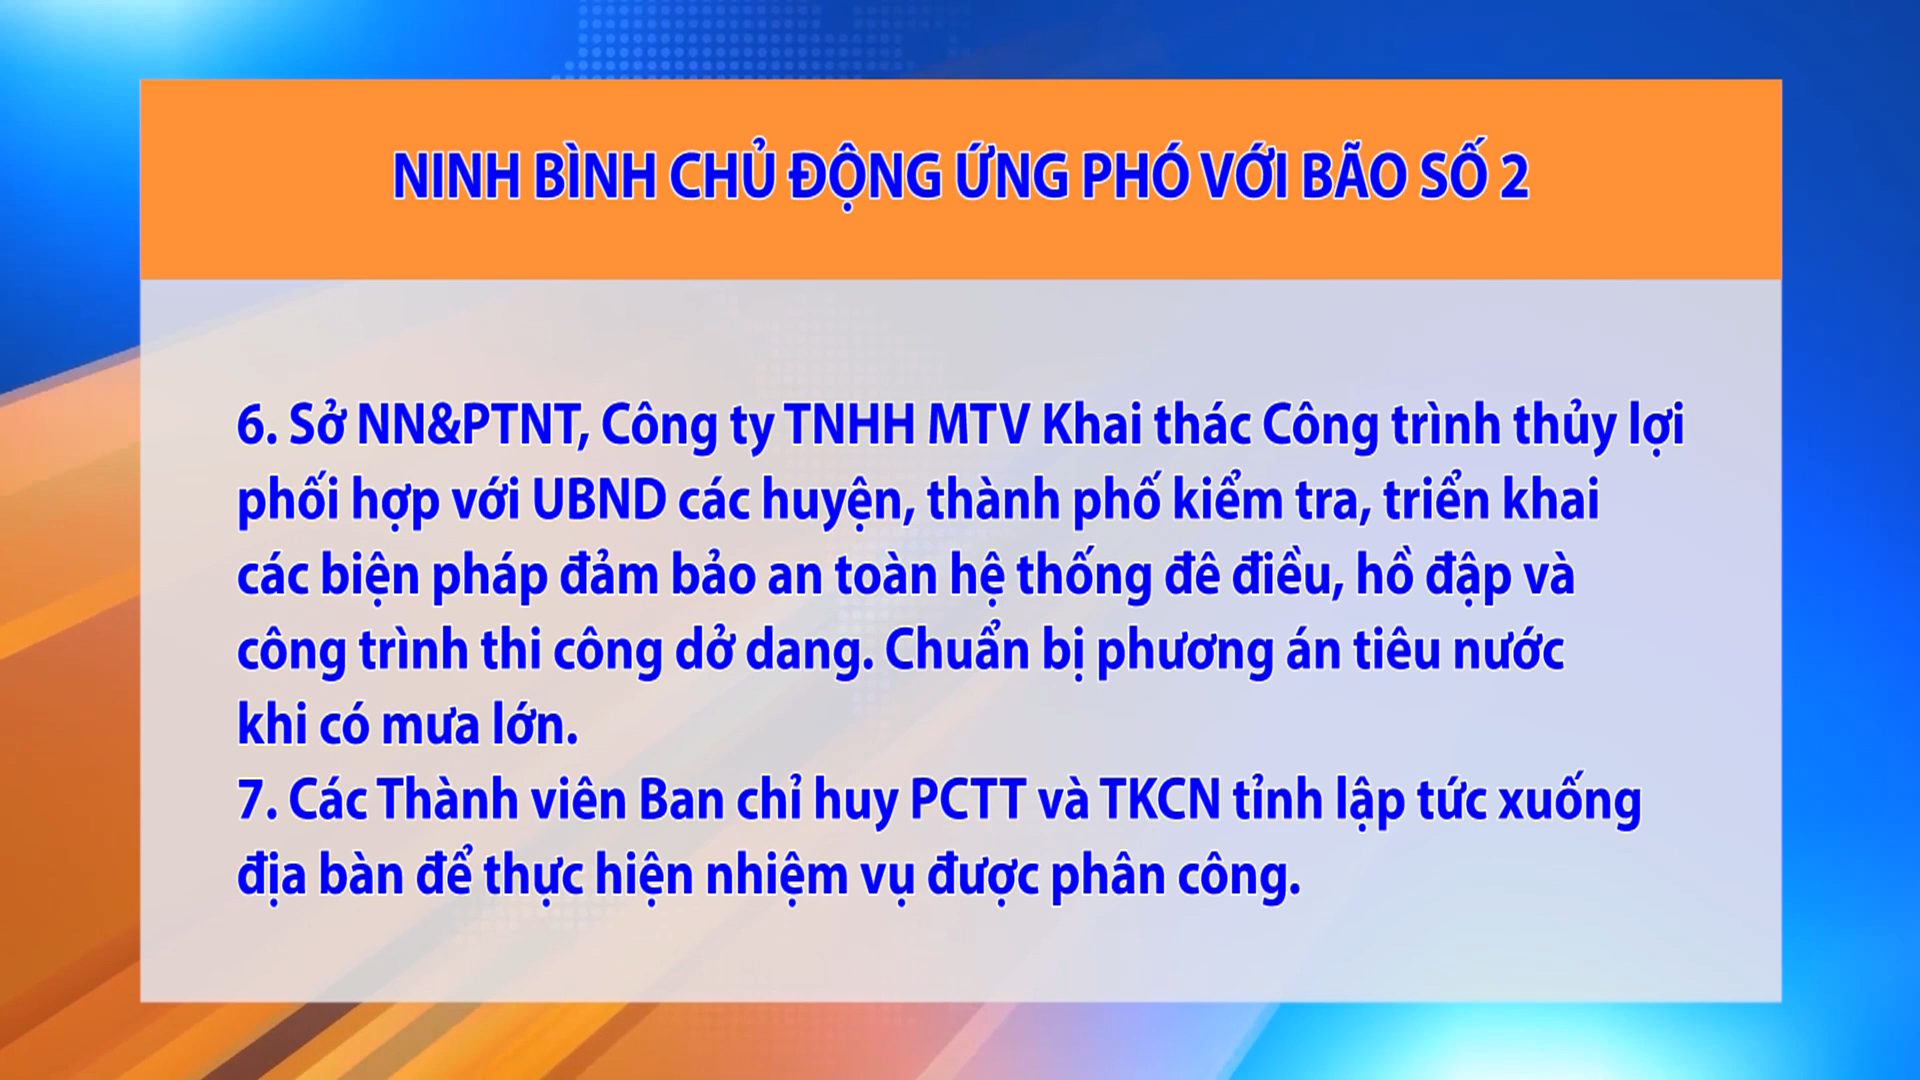 NINH BÌNH CHỦ ĐỘNG ỨNG PHÓ VỚI BÃO SỐ 2
6. Sở NN&PTNT, Công ty TNHH MTV Khai thác Công trình thủy lợi
phối hợp với UBND các huyện, thành phố kiểm tra, triển khai
các biện pháp đảm bảo an toàn hệ thống đê điều, hồ đập và
công trình thi công dở dang. Chuẩn bị phương án tiêu nước
khi có mưa lớn.
7. Các Thành viên Ban chỉ huy PCTT và TKCN tỉnh lập tức xuống
địa bàn để thực hiện nhiệm vụ được phân công.